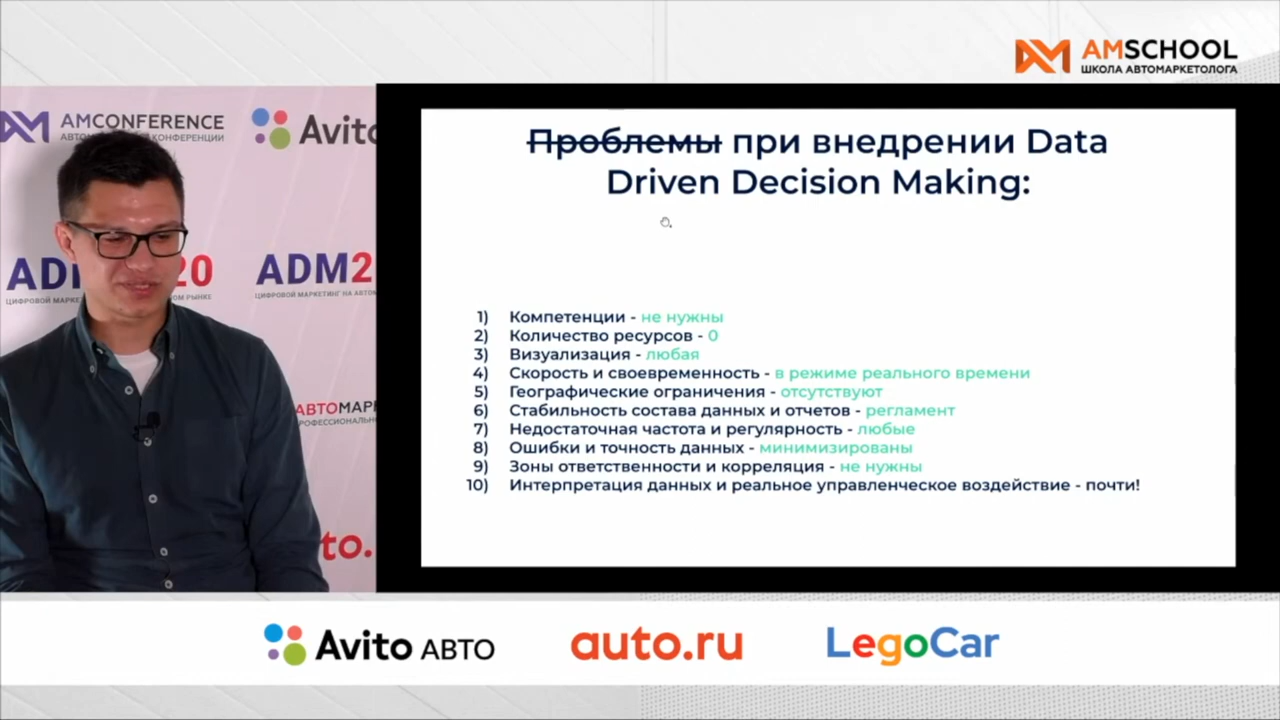 AMSCHOOL
ШКОЛА АВТОМАРКЕТОЛОГА
AMCONFERENCE
Avito
Проблемы при внедрении Data
Driven Decision Making:
ADM2
1) Компетенции - не нужны
2) Количество ресурсов - 0
3) Визуализация - любая
4) Скорость и своевременность - в режиме реального времени
5) Географические ограничения - отсутствуют
6) Стабильность состава данных и отчетов - регламент
7) Недостаточная частота и регулярность - любые
8) Ошибки и точность данных - минимизированы
9) Зоны ответственности и корреляция - не нужны
10) Интерпретация данных и реальное управленческое воздействие - почти!
Avito АВТО
auto.ru
LegoCar